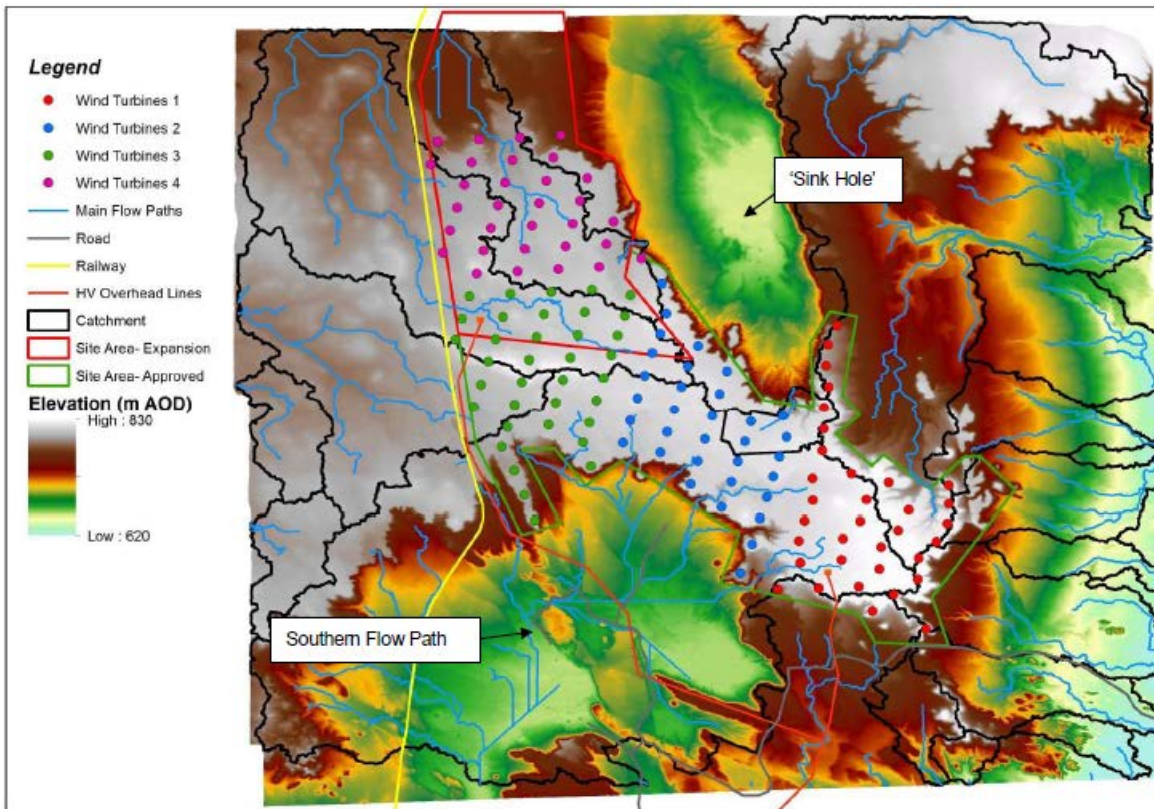 Legend
Wind Turbines 1
Wind Turbines 2
Wind Turbines 3
Wind Turbines 4
Main Flow Paths
Road
Railway
HV Overhead Lines
Catchment
Site Area- Expansion
Site Area- Approved
Elevation (m AOD)
High : 830
Low : 620
'Sink Hole'
Southern Flow Path